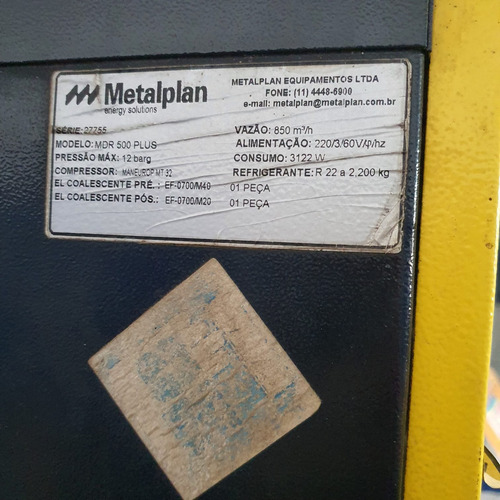 Metalplan
energy solutions
METALPLAN EQUIPAMENTOS LTDA
FONE: (11) 4448-6900
e-mail: metalplan@metalplan.com.br
SÉRIE: 27755
MODELO: MDR 500 PLUS
PRESSÃO MÁX: 12 barg
COMPRESSOR: MANEUROP MT 32
EL COALESCENTE PRÉ.: EF-0700/M40 01 PEÇA
EL COALESCENTE PÓS.: EF-0700/M20 01 PEÇA
VAZÃO: 850 m³/h
ALIMENTAÇÃO: 220/3/60V/φ/hz
CONSUMO: 3122 W
REFRIGERANTE: R 22 a 2,200 kg